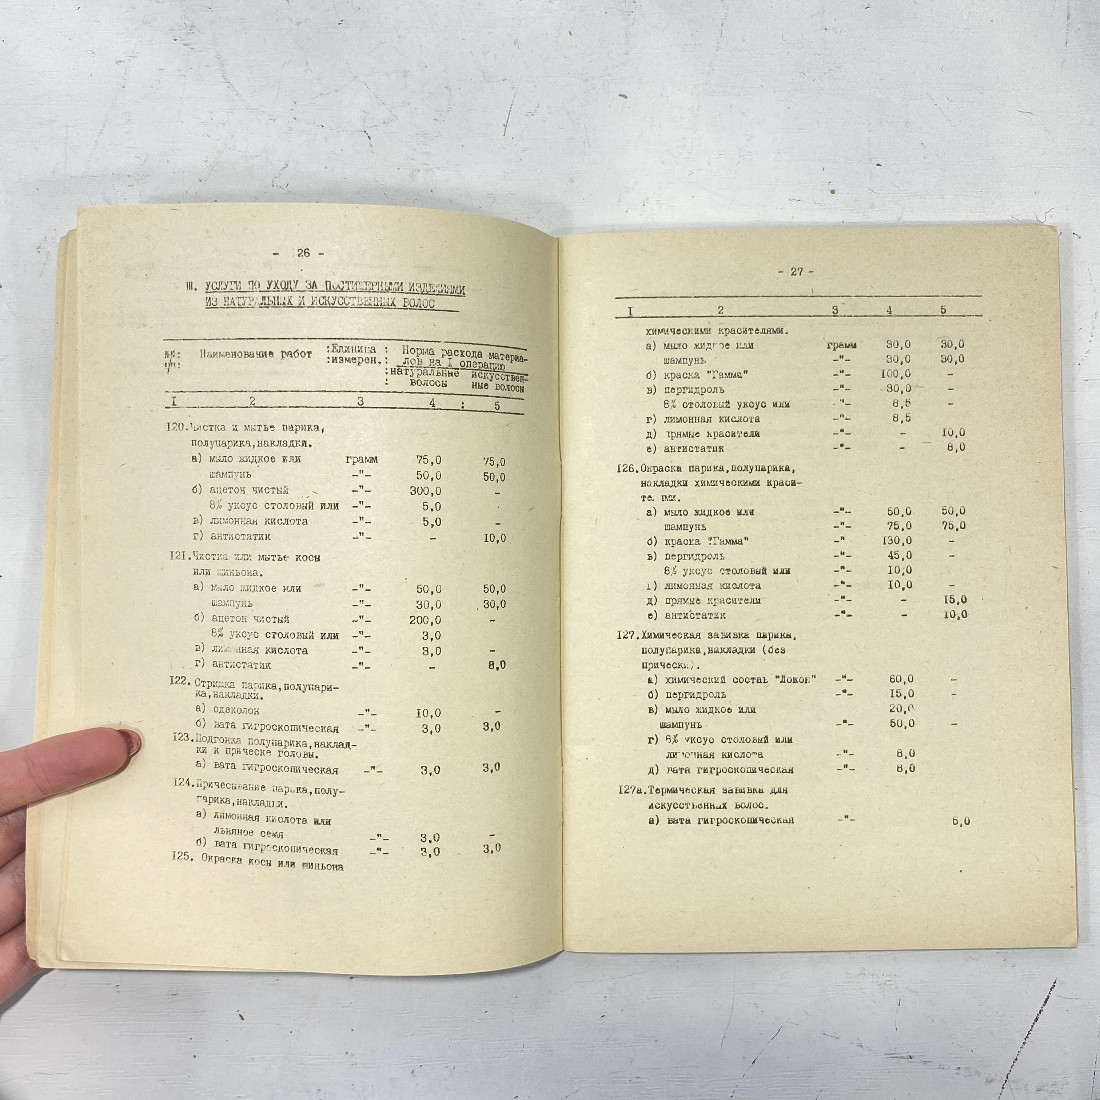 - 26 -
III. УСЛУГИ ПО УХОДУ ЗА ПОСТИЖЕРНЫМИ ИЗДЕЛИЯМИ
ИЗ НАТУРАЛЬНЫХ И ИСКУССТВЕННЫХ ВОЛОС
№№: Наименование работ :Единица : Норма расхода материа-
п/п: :измерен.: лов на I операцию
:натуральные искусствен-
: волосы ные волосы
I 2 3 4 : 5
120.Чистка и мытье парика,
полупарика,накладки.
а) мыло жидкое или грамм 75,0 75,0
шампунь -"- 50,0 50,0
б) ацетон чистый -"- 300,0 -
8% уксус столовый или -"- 5,0 -
в) лимонная кислота -"- 5,0 -
г) антистатик -"- - 10,0
121.Чистка или мытье косы
или шиньона.
а) мыло жидкое или -"- 50,0 50,0
шампунь -"- 30,0 30,0
б) ацетон чистый -"- 200,0 -
8% уксус столовый или -"- 3,0
в) лимонная кислота -"- 3,0 -
г) антистатик -"- - 8,0
122.Стрижка парика,полупари-
ка,накладки.
а) одеколон -"- 10,0 -
б) вата гигроскопическая -"- 3,0 3,0
123.Подгонка полупарика,наклад-
ки к прическе головы.
а) вата гигроскопическая -"- 3,0 3,0
124.Причесывание парика,полу-
парика,накладки.
а) лимонная кислота или
льняное семя -"- 3,0 -
б) вата гигроскопическая -"- 3,0 3,0
125. Окраска косы или шиньона
- 27 -
I 2 3 4 5
химическими красителями.
а) мыло жидкое или грамм 30,0 30,0
шампунь -"- 30,0 30,0
б) краска "Гамма" -"- 100,0 -
в) пергидроль -"- 30,0 -
8% столовый уксус или -"- 8,5 -
г) лимонная кислота -"- 8,5
д) прямые красители -"- - 10,0
е) антистатик -"- - 8,0
126.Окраска парика,полупарика,
накладки химическими краси-
телями.
а) мыло жидкое или -"- 50,0 50,0
шампунь -"- 75,0 75,0
б) краска "Гамма" -" 130,0 -
в) пергидроль -"- 45,0 -
8% уксус столовый или -"- 10,0
г) лимонная кислота -"- 10,0 -
д) прямые красители -"- - 15,0
е) антистатик -"- - 10,0
127.Химическая завивка парика,
полупарика,накладки (без
прически).
а) химический состав "Локон" -"- 60,0 -
б) пергидроль -"- 15,0 -
в) мыло жидкое или 20,0
шампунь -"- 50,0 -
г) 8% уксус столовый или
лимонная кислота -"- 8,0
д) вата гигроскопическая -"- 8,0
127а.Термическая завивка для
искусственных волос.
а) вата гигроскопическая -"- 5,0